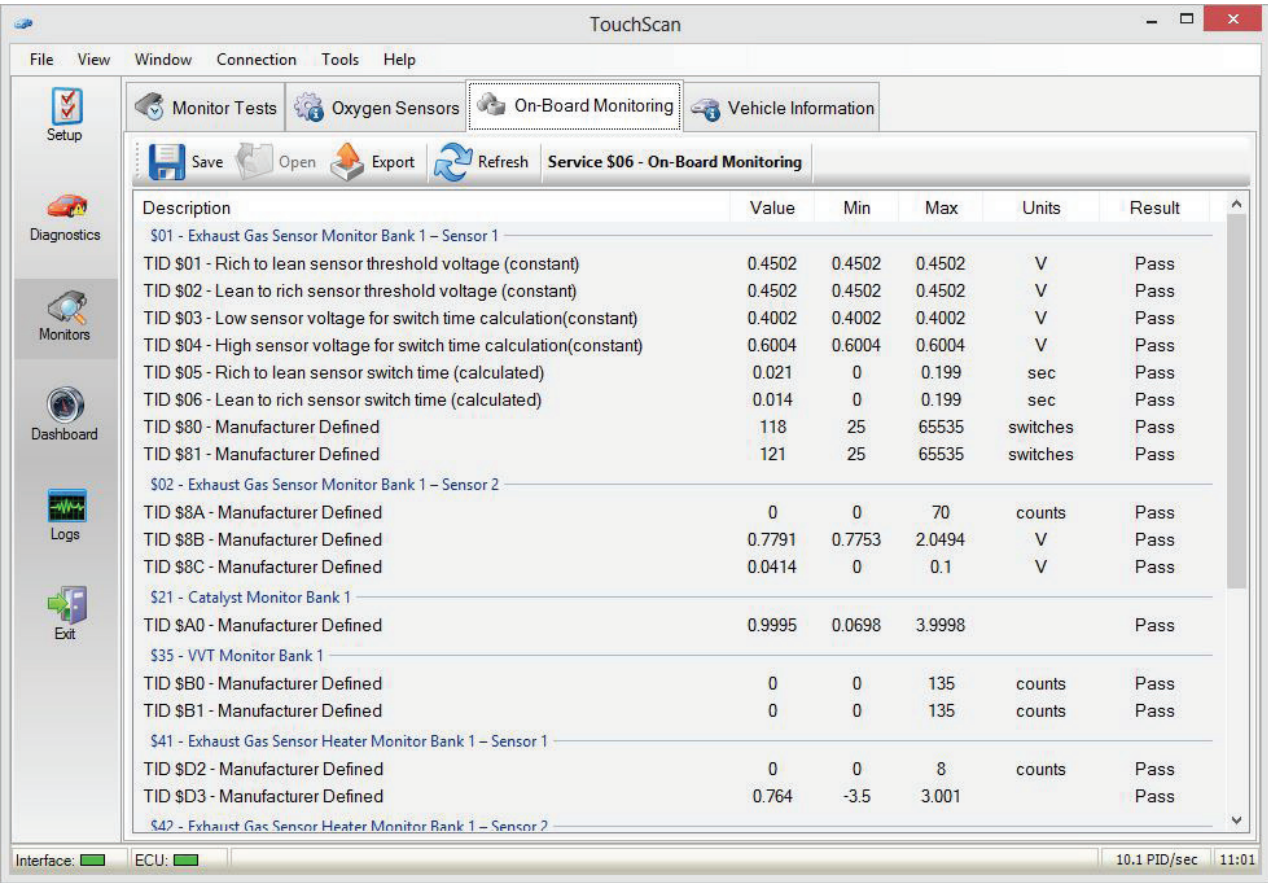 TouchScan
File View Window Connection Tools Help
Setup
Diagnostics
Monitors
Dashboard
Logs
Exit
Monitor Tests Oxygen Sensors On-Board Monitoring Vehicle Information
Save Open Export Refresh Service $06 - On-Board Monitoring
Description Value Min Max Units Result
$01 - Exhaust Gas Sensor Monitor Bank 1 – Sensor 1
TID $01 - Rich to lean sensor threshold voltage (constant) 0.4502 0.4502 0.4502 V Pass
TID $02 - Lean to rich sensor threshold voltage (constant) 0.4502 0.4502 0.4502 V Pass
TID $03 - Low sensor voltage for switch time calculation(constant) 0.4002 0.4002 0.4002 V Pass
TID $04 - High sensor voltage for switch time calculation(constant) 0.6004 0.6004 0.6004 V Pass
TID $05 - Rich to lean sensor switch time (calculated) 0.021 0 0.199 sec Pass
TID $06 - Lean to rich sensor switch time (calculated) 0.014 0 0.199 sec Pass
TID $80 - Manufacturer Defined 118 25 65535 switches Pass
TID $81 - Manufacturer Defined 121 25 65535 switches Pass
$02 - Exhaust Gas Sensor Monitor Bank 1 – Sensor 2
TID $8A - Manufacturer Defined 0 0 70 counts Pass
TID $8B - Manufacturer Defined 0.7791 0.7753 2.0494 V Pass
TID $8C - Manufacturer Defined 0.0414 0 0.1 V Pass
$21 - Catalyst Monitor Bank 1
TID $A0 - Manufacturer Defined 0.9995 0.0698 3.9998 Pass
$35 - VVT Monitor Bank 1
TID $B0 - Manufacturer Defined 0 0 135 counts Pass
TID $B1 - Manufacturer Defined 0 0 135 counts Pass
$41 - Exhaust Gas Sensor Heater Monitor Bank 1 – Sensor 1
TID $D2 - Manufacturer Defined 0 0 8 counts Pass
TID $D3 - Manufacturer Defined 0.764 -3.5 3.001 Pass
$42 - Exhaust Gas Sensor Heater Monitor Bank 1 – Sensor 2
Interface: ECU: 10.1 PID/sec 11:01